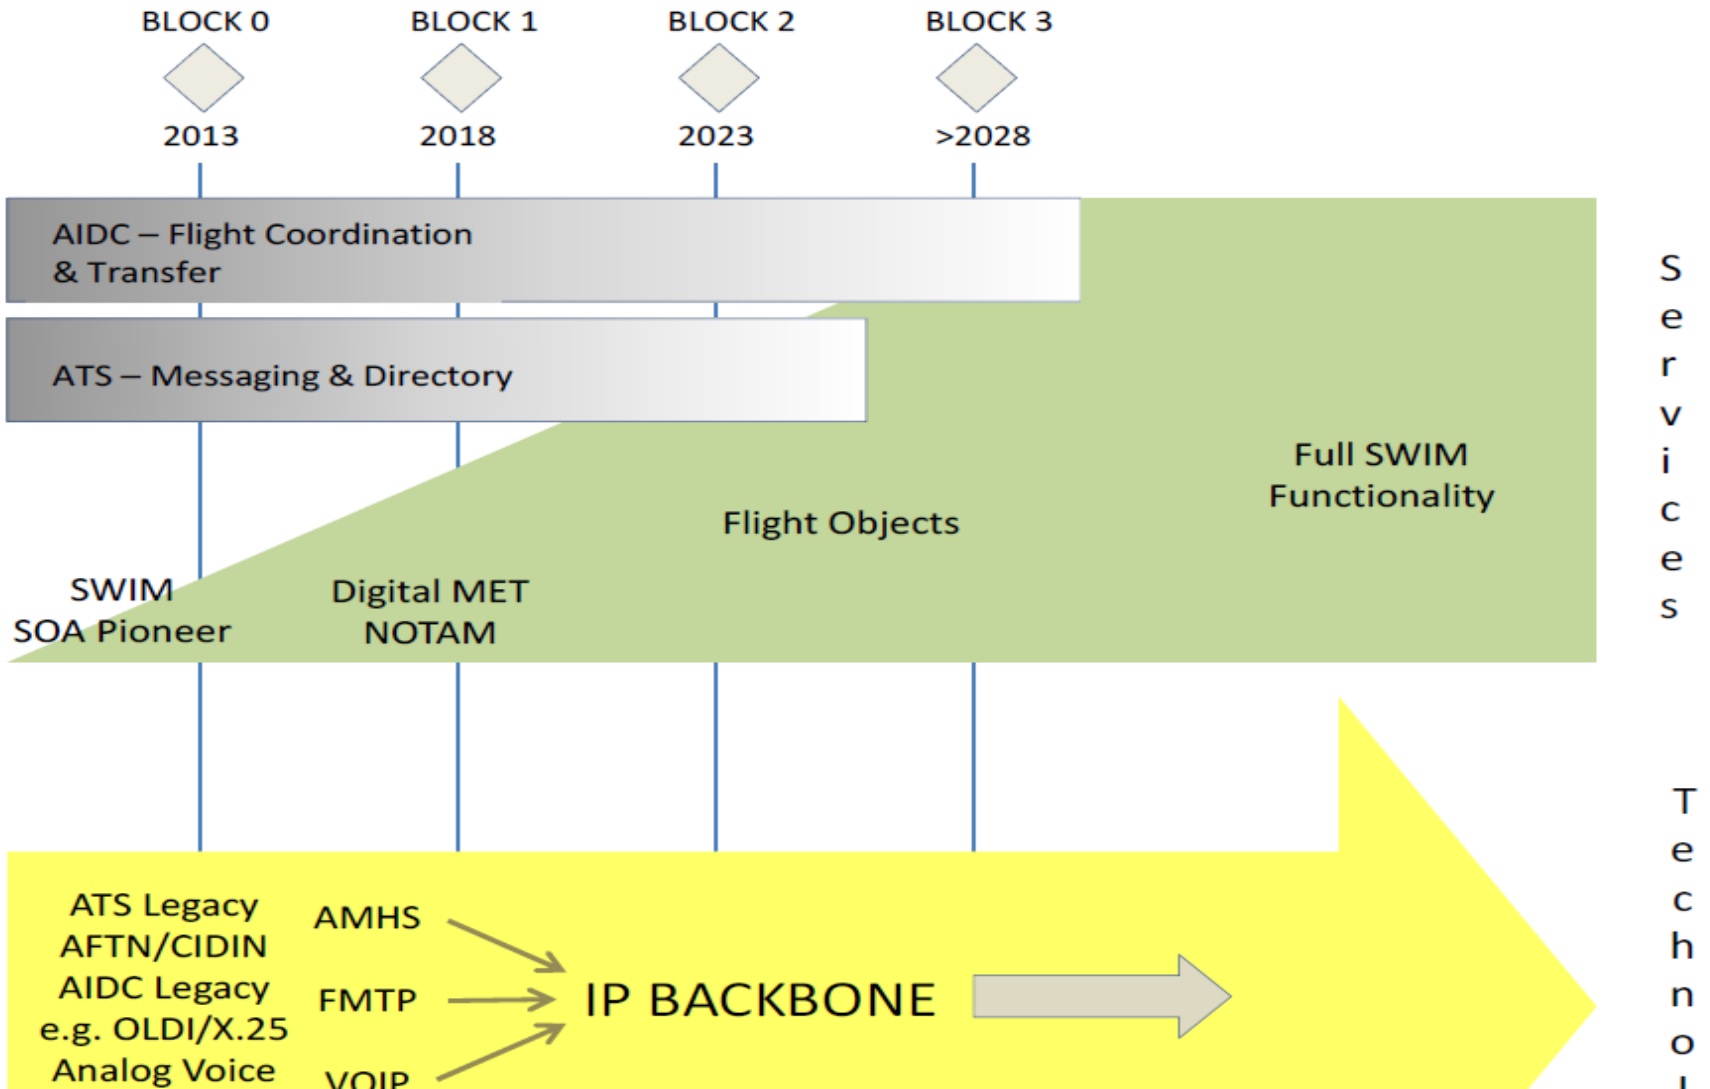 BLOCK 0
BLOCK 1
BLOCK 2
BLOCK 3
2013
2018
2023
>2028
AIDC – Flight Coordination
& Transfer
ATS – Messaging & Directory
Full SWIM
Functionality
Flight Objects
SWIM
SOA Pioneer
Digital MET
NOTAM
Services
ATS Legacy
AFTN/CIDIN
AIDC Legacy
e.g. OLDI/X.25
Analog Voice
AMHS
FMTP
VOIP
IP BACKBONE
Technol